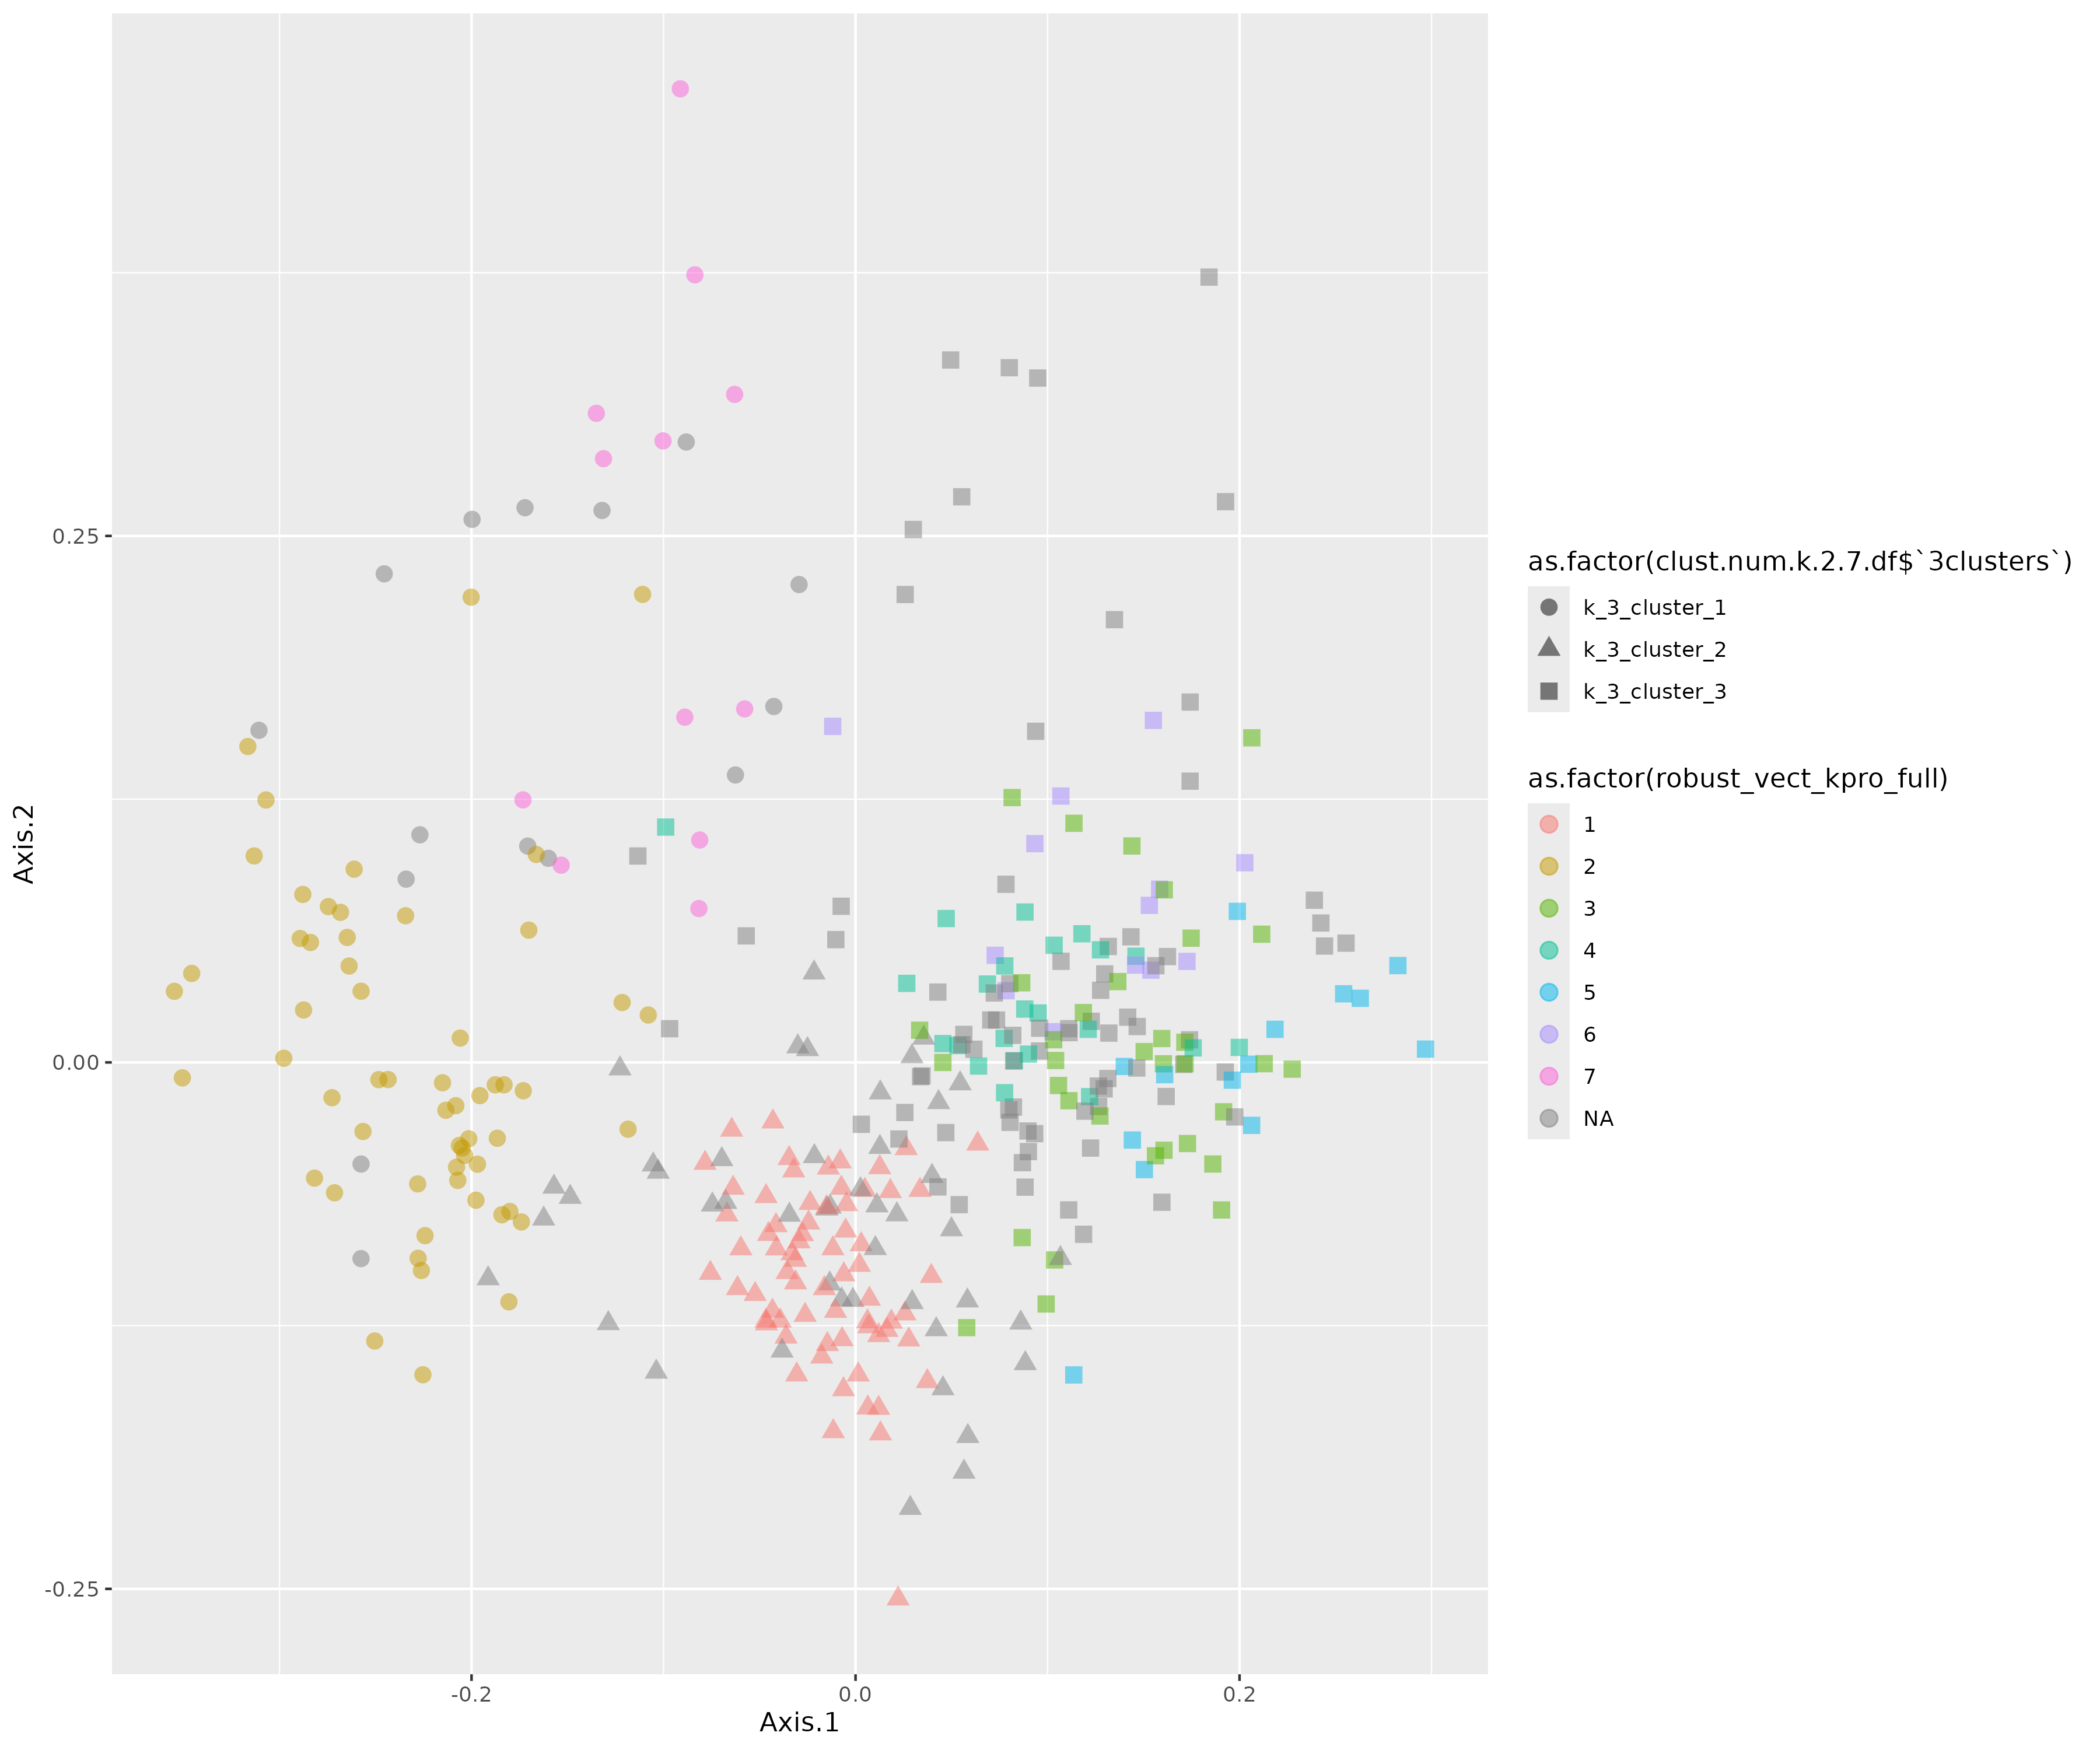 Axis.2
0.25
0.00
-0.25
-0.2
0.0
0.2
Axis.1
as.factor(clust.num.k.2.7.df$`3clusters`)
k_3_cluster_1
k_3_cluster_2
k_3_cluster_3
as.factor(robust_vect_kpro_full)
1
2
3
4
5
6
7
NA